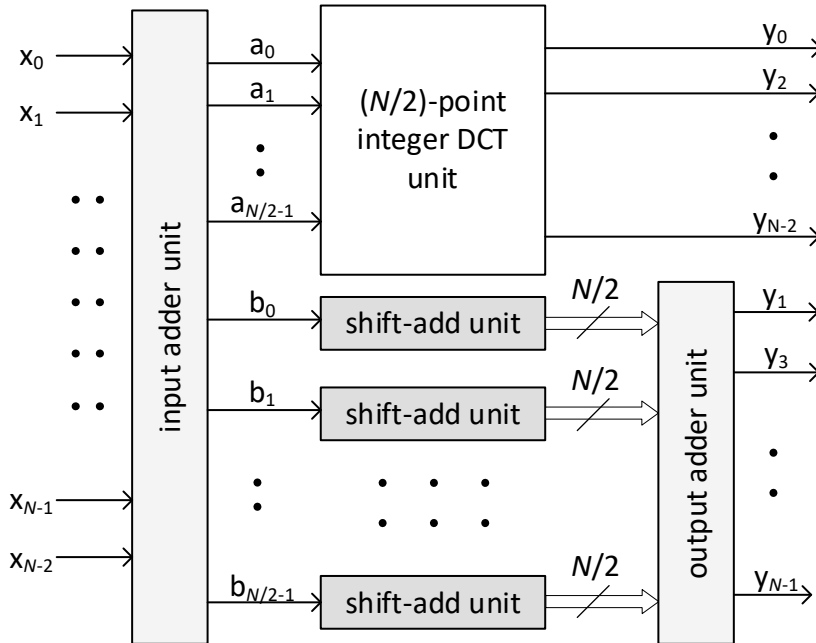 x0
x1
xN-1
xN-2
input adder unit
a0
a1
aN/2-1
b0
b1
bN/2-1
(N/2)-point
integer DCT
unit
shift-add unit
shift-add unit
shift-add unit
N/2
N/2
N/2
output adder unit
y0
y2
yN-2
y1
y3
yN-1